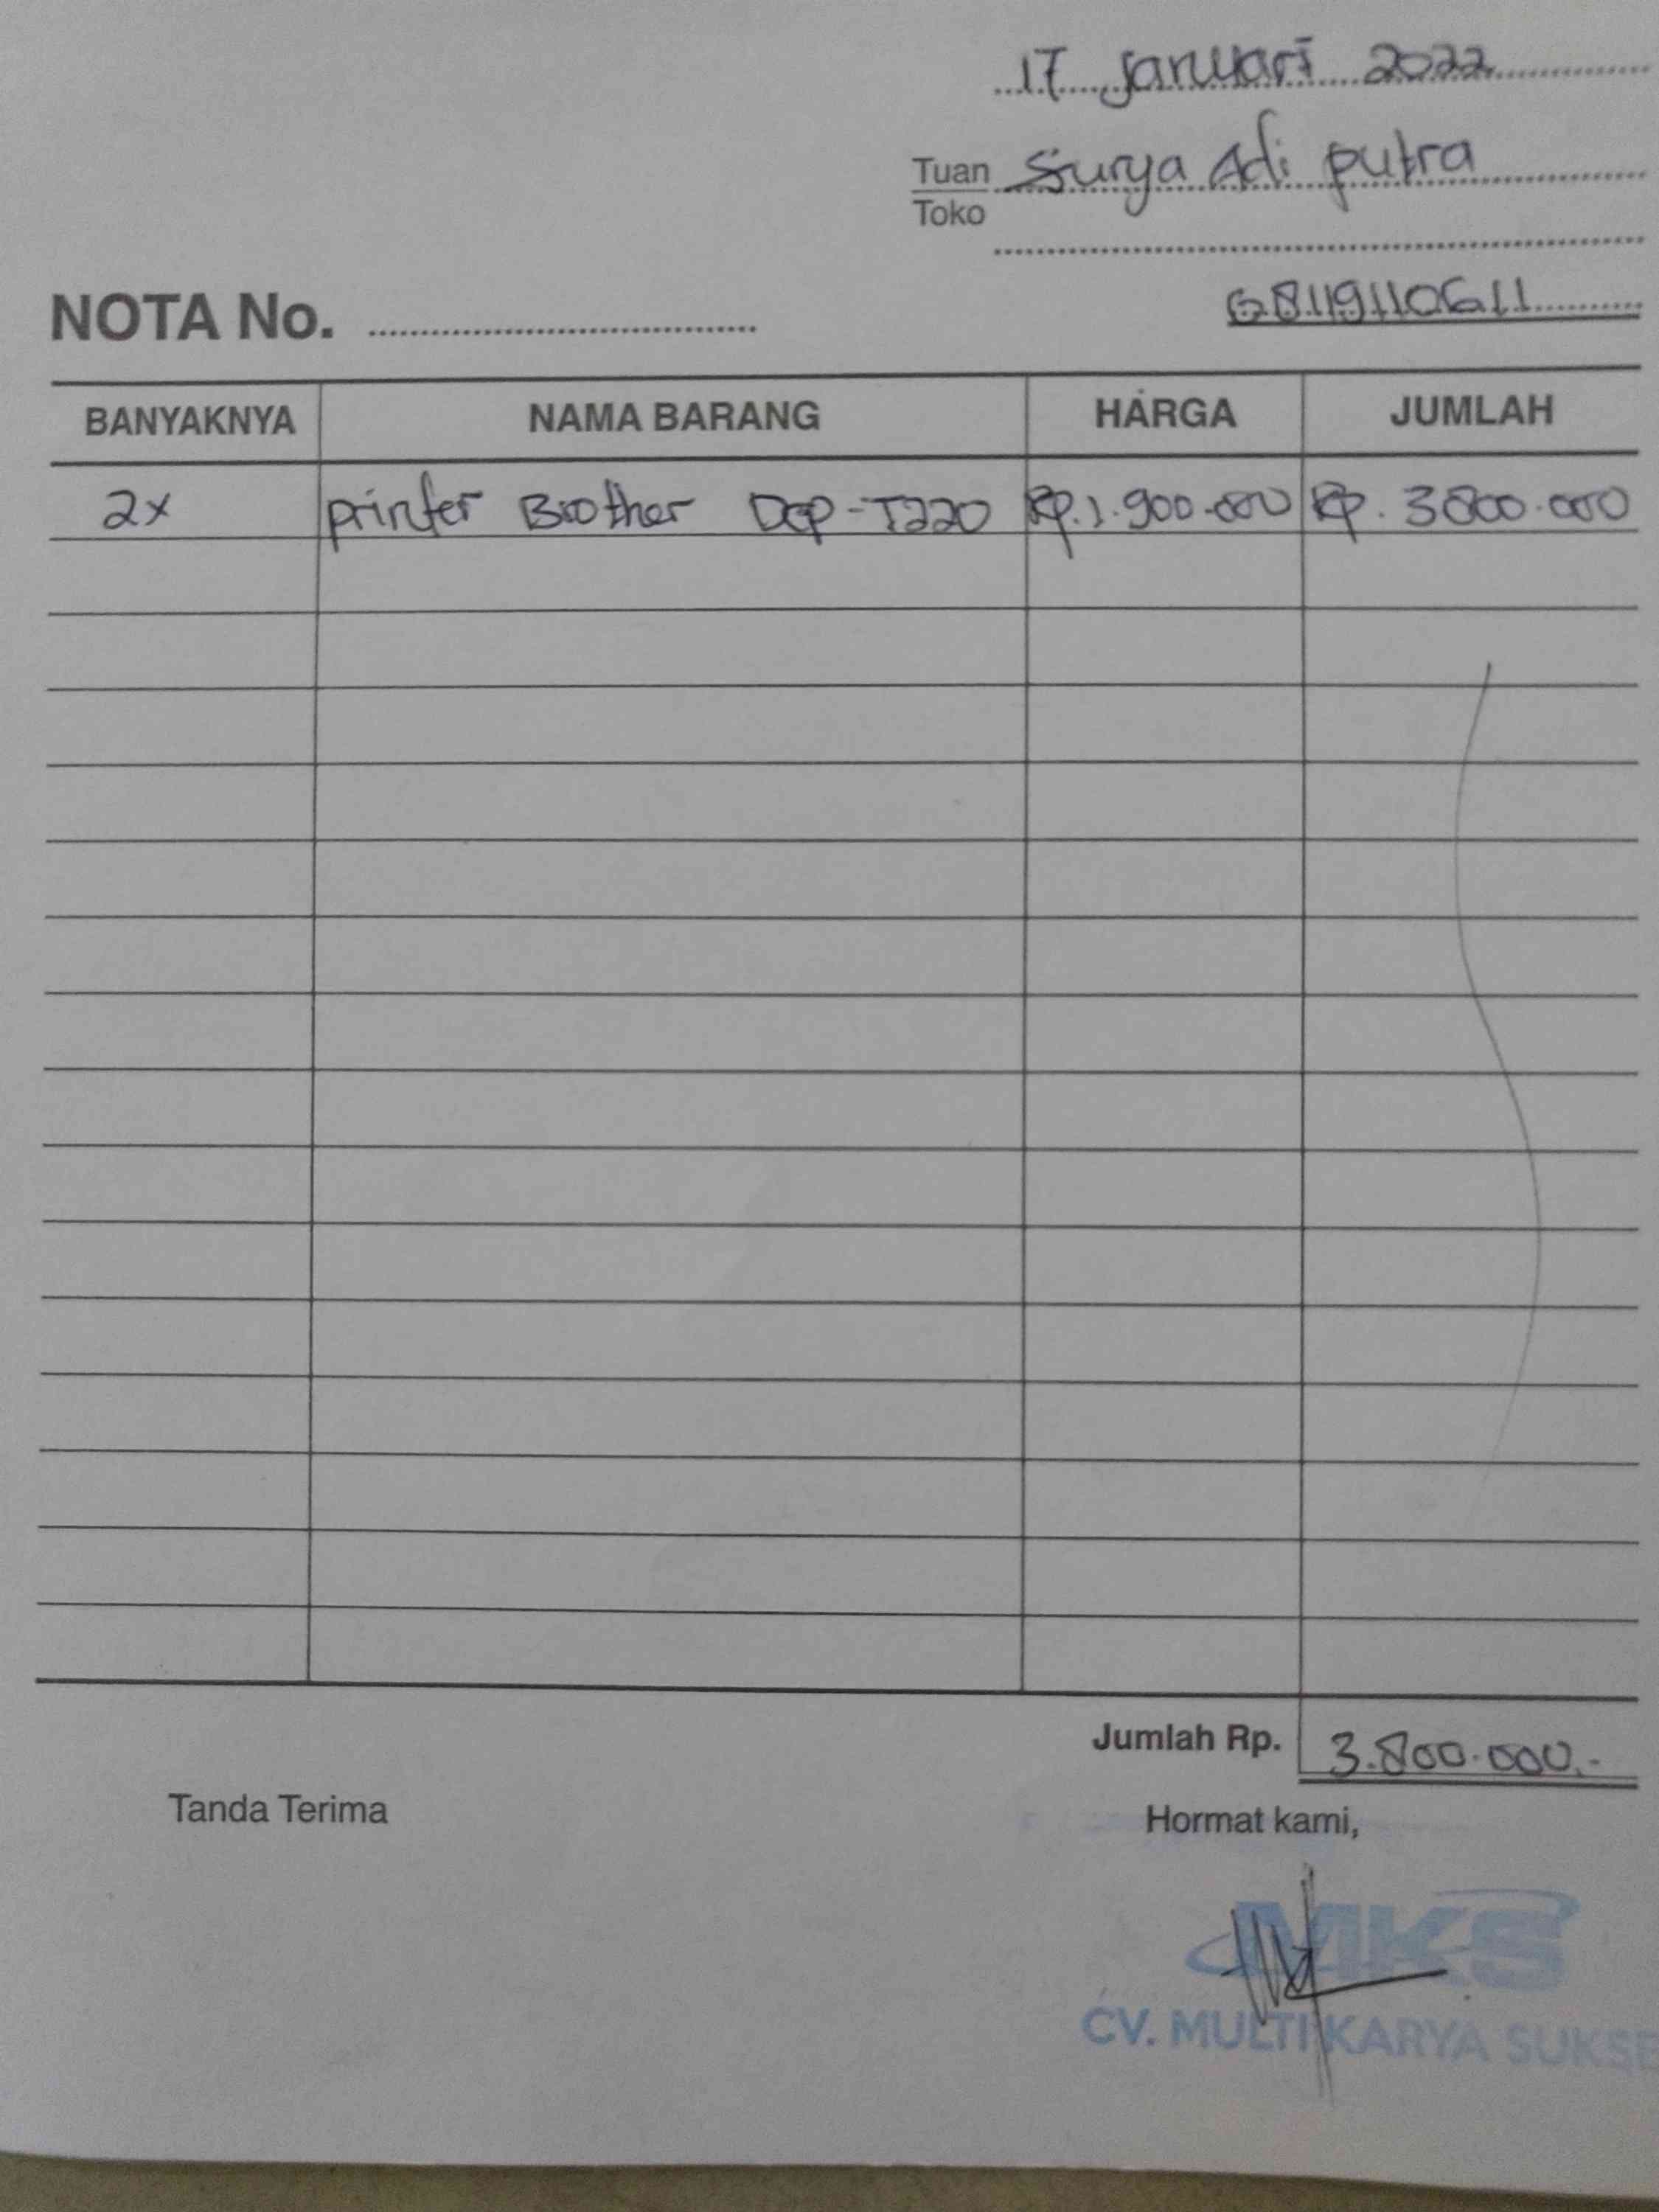 17 Januari 2022
Tuan Surya Adi putra
Toko
NOTA No.
BANYAKNYA NAMA BARANG HARGA JUMLAH
2x printer Brother Dcp-T220 Rp.1.900.000 Rp. 3800.000
Jumlah Rp. 3.800.000.-
Tanda Terima Hormat kami,
MKS
CV. MULTI KARYA SUKSE